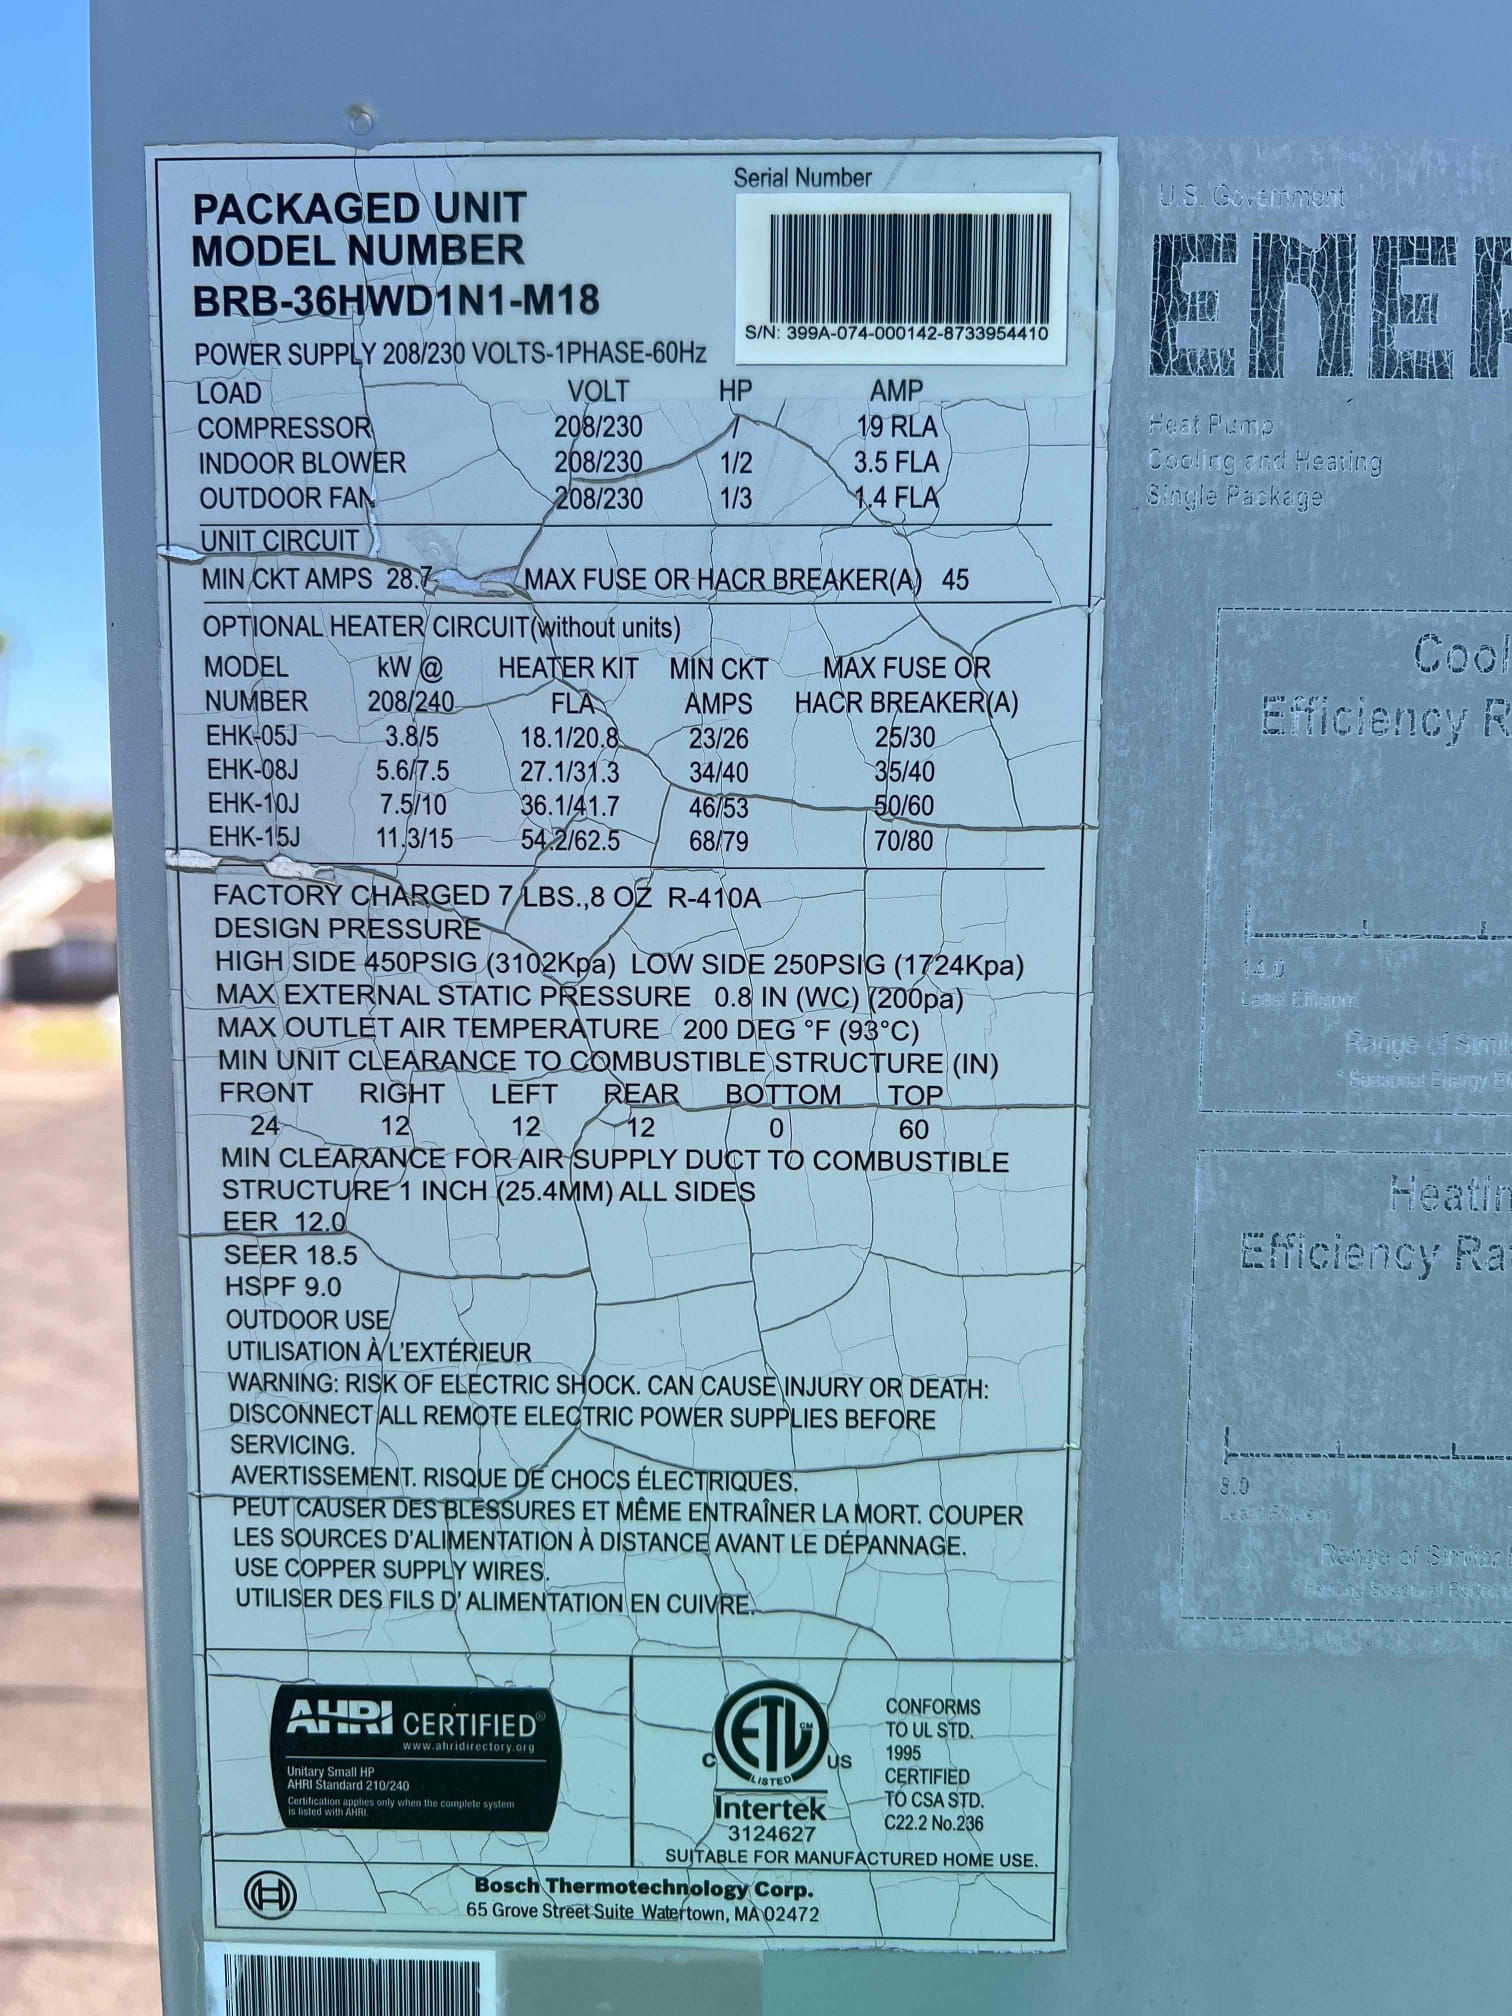 PACKAGED UNIT
MODEL NUMBER
BRB-36HWD1N1-M18
Serial Number
S/N: 399A-074-000142-8733954410
POWER SUPPLY 208/230 VOLTS-1PHASE-60Hz
LOAD VOLT HP AMP
COMPRESSOR 208/230 / 19 RLA
INDOOR BLOWER 208/230 1/2 3.5 FLA
OUTDOOR FAN 208/230 1/3 1.4 FLA
UNIT CIRCUIT
MIN CKT AMPS 28.7 MAX FUSE OR HACR BREAKER(A) 45
OPTIONAL HEATER CIRCUIT(without units)
MODEL kW @ HEATER KIT MIN CKT MAX FUSE OR
NUMBER 208/240 FLA AMPS HACR BREAKER(A)
EHK-05J 3.8/5 18.1/20.8 23/26 25/30
EHK-08J 5.6/7.5 27.1/31.3 34/40 35/40
EHK-10J 7.5/10 36.1/41.7 46/53 50/60
EHK-15J 11.3/15 54.2/62.5 68/79 70/80
FACTORY CHARGED 7 LBS.,8 OZ R-410A
DESIGN PRESSURE
HIGH SIDE 450PSIG (3102Kpa) LOW SIDE 250PSIG (1724Kpa)
MAX EXTERNAL STATIC PRESSURE 0.8 IN (WC) (200pa)
MAX OUTLET AIR TEMPERATURE 200 DEG °F (93°C)
MIN UNIT CLEARANCE TO COMBUSTIBLE STRUCTURE (IN)
FRONT RIGHT LEFT REAR BOTTOM TOP
24 12 12 12 0 60
MIN CLEARANCE FOR AIR SUPPLY DUCT TO COMBUSTIBLE
STRUCTURE 1 INCH (25.4MM) ALL SIDES
EER 12.0
SEER 18.5
HSPF 9.0
OUTDOOR USE
UTILISATION À L'EXTÉRIEUR
WARNING: RISK OF ELECTRIC SHOCK. CAN CAUSE INJURY OR DEATH:
DISCONNECT ALL REMOTE ELECTRIC POWER SUPPLIES BEFORE
SERVICING.
AVERTISSEMENT. RISQUE DE CHOCS ÉLECTRIQUES.
PEUT CAUSER DES BLESSURES ET MÊME ENTRAÎNER LA MORT. COUPER
LES SOURCES D'ALIMENTATION À DISTANCE AVANT LE DÉPANNAGE.
USE COPPER SUPPLY WIRES.
UTILISER DES FILS D' ALIMENTATION EN CUIVRE.
AHRI CERTIFIED®
www.ahridirectory.org
Unitary Small HP
AHRI Standard 210/240
Certification applies only when the complete system
is listed with AHRI.
C ETL CM US
LISTED
Intertek
3124627
CONFORMS
TO UL STD.
1995
CERTIFIED
TO CSA STD.
C22.2 No.236
SUITABLE FOR MANUFACTURED HOME USE.
Bosch Thermotechnology Corp.
65 Grove Street Suite Watertown, MA 02472
U.S. Government
ENER
Heat Pump
Cooling and Heating
Single Package
Cool
Efficiency R
14.0
Least Efficient
Range of Simil
Heatin
Efficiency Ra
8.0
Least Efficient
Range of Similar